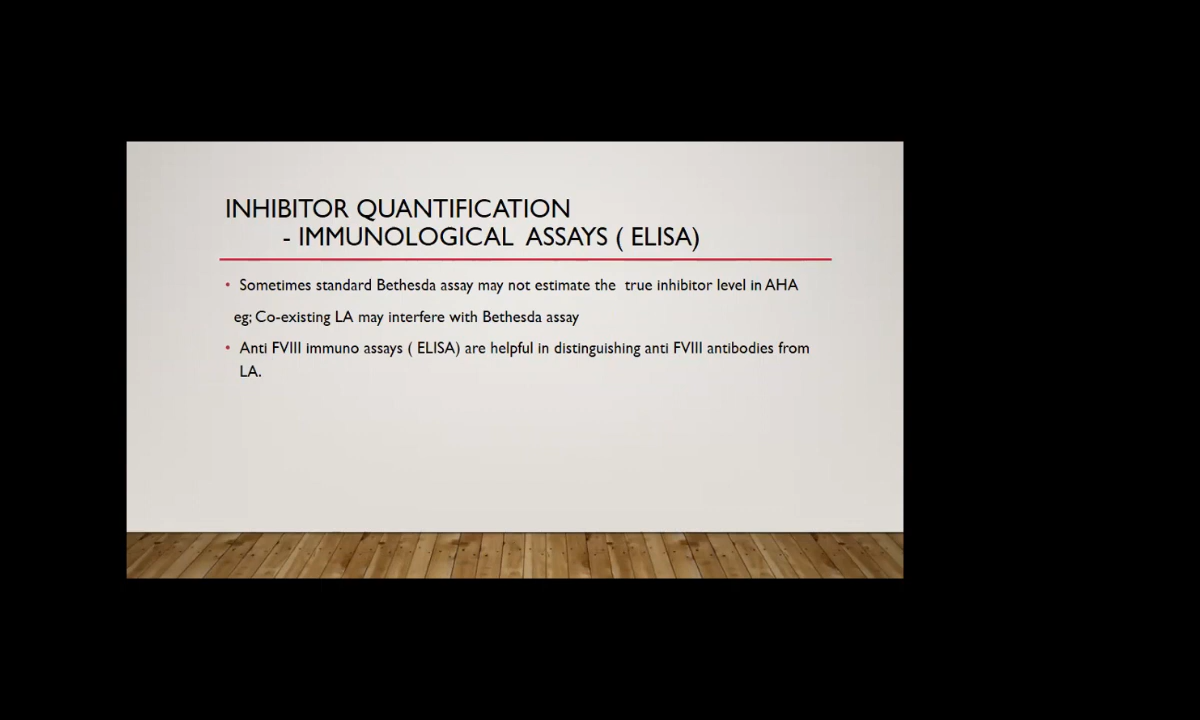 INHIBITOR QUANTIFICATION
- IMMUNOLOGICAL ASSAYS ( ELISA)
• Sometimes standard Bethesda assay may not estimate the true inhibitor level in AHA
eg; Co-existing LA may interfere with Bethesda assay
• Anti FVIII immuno assays ( ELISA) are helpful in distinguishing anti FVIII antibodies from
LA.